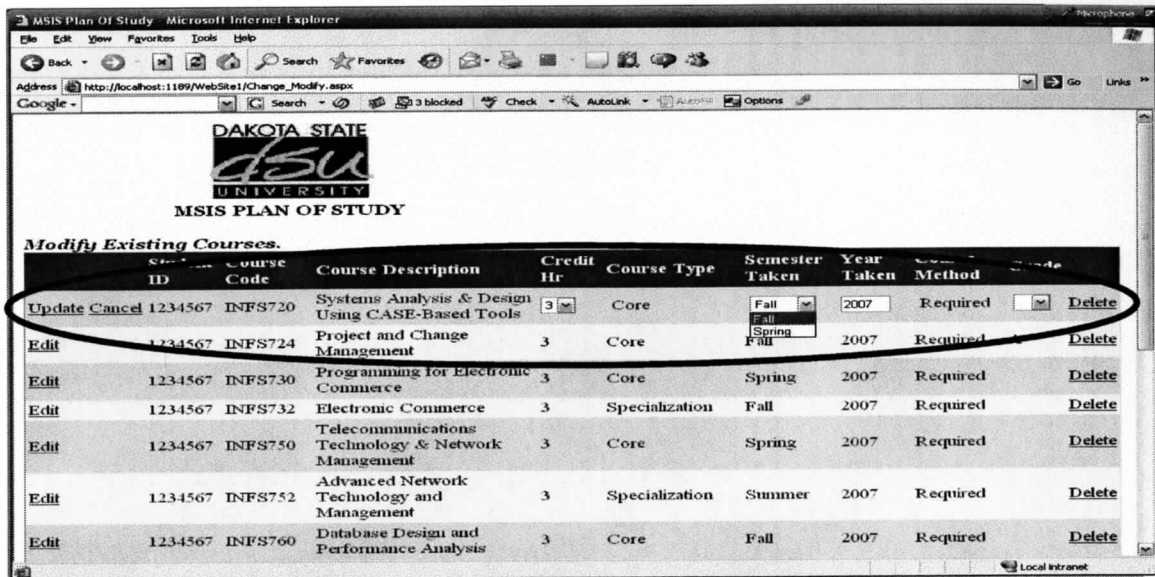 MSIS Plan Of Study Microsoft Internet Explorer
Microphone
File Edit View Favorites Tools Help
Back Search Favorites
Address http://localhost:1189/WebSite1/Change_Modify.aspx Go Links »
Google Search 3 blocked Check AutoLink AutoFill Options
DAKOTA STATE
dsu
UNIVERSITY
MSIS PLAN OF STUDY
Modify Existing Courses.
ID Course Code Course Description Credit Hr Course Type Semester Taken Year Taken Method
Update Cancel 1234567 INFS720 Systems Analysis & Design Using CASE-Based Tools 3 Core Fall 2007 Required Delete
Fall
Spring
Edit 1234567 INFS724 Project and Change Management 3 Core Fall 2007 Required Delete
Edit 1234567 INFS730 Programming for Electronic Commerce 3 Core Spring 2007 Required Delete
Edit 1234567 INFS732 Electronic Commerce 3 Specialization Fall 2007 Required Delete
Edit 1234567 INFS750 Telecommunications Technology & Network Management 3 Core Spring 2007 Required Delete
Edit 1234567 INFS752 Advanced Network Technology and Management 3 Specialization Summer 2007 Required Delete
Edit 1234567 INFS760 Database Design and Performance Analysis 3 Core Fall 2007 Required Delete
Local intranet